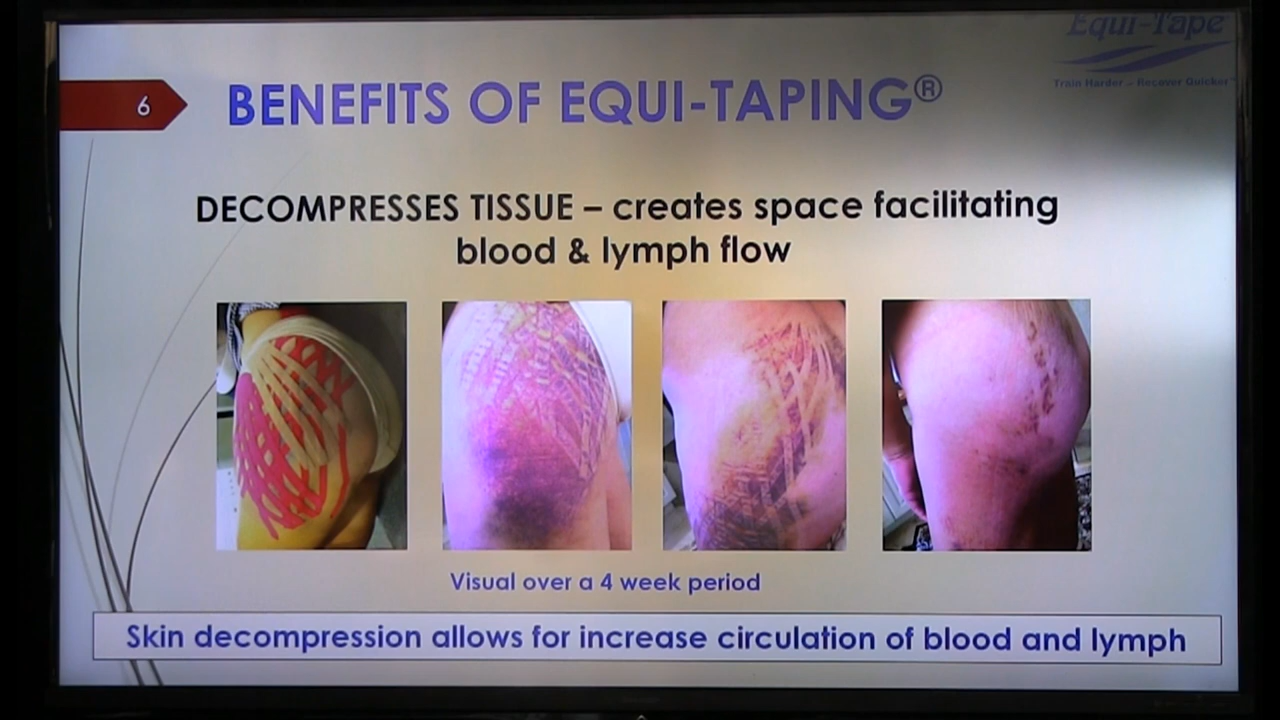 Equi-Tape
Train Harder – Recover Quicker™
6
BENEFITS OF EQUI-TAPING®
DECOMPRESSES TISSUE – creates space facilitating
blood & lymph flow
Visual over a 4 week period
Skin decompression allows for increase circulation of blood and lymph